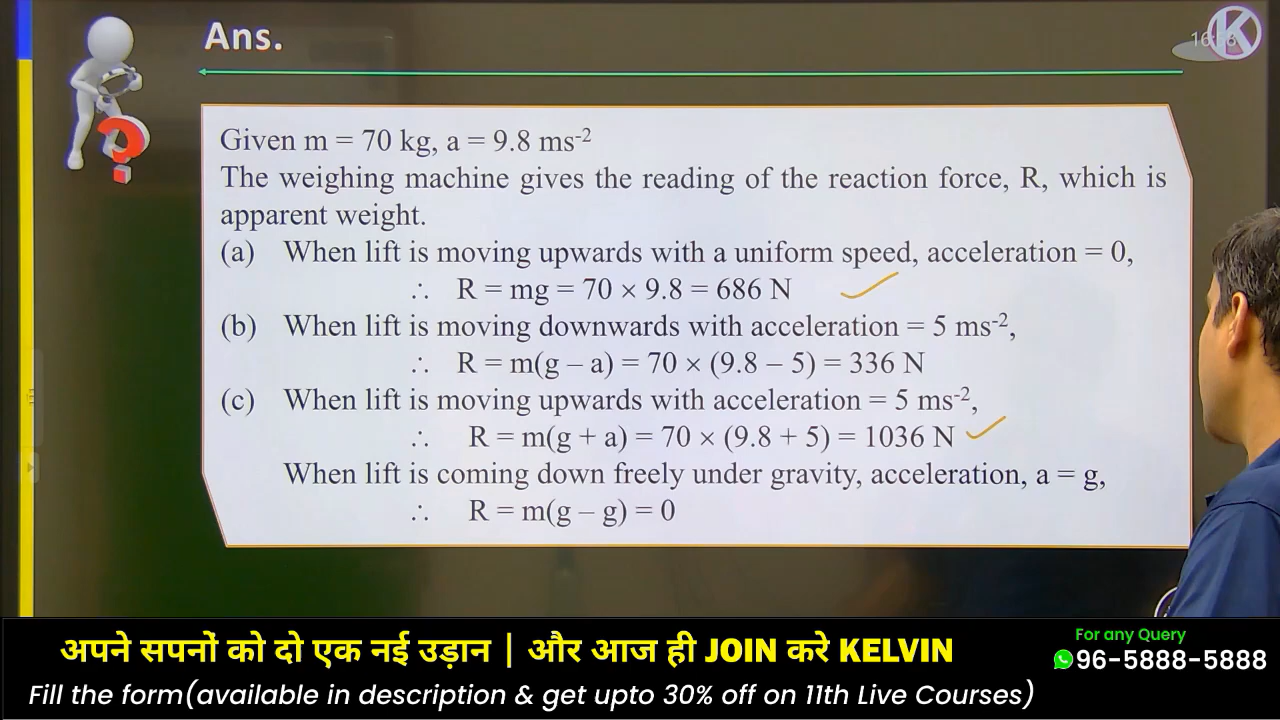 Ans.
16:56
K
Given m = 70 kg, a = 9.8 ms⁻²
The weighing machine gives the reading of the reaction force, R, which is
apparent weight.
(a) When lift is moving upwards with a uniform speed, acceleration = 0,
∴ R = mg = 70 × 9.8 = 686 N
(b) When lift is moving downwards with acceleration = 5 ms⁻²,
∴ R = m(g – a) = 70 × (9.8 – 5) = 336 N
(c) When lift is moving upwards with acceleration = 5 ms⁻²,
∴ R = m(g + a) = 70 × (9.8 + 5) = 1036 N
When lift is coming down freely under gravity, acceleration, a = g,
∴ R = m(g – g) = 0
अपने सपनों को दो एक नई उड़ान | और आज ही JOIN करे KELVIN
For any Query
96-5888-5888
Fill the form(available in description & get upto 30% off on 11th Live Courses)